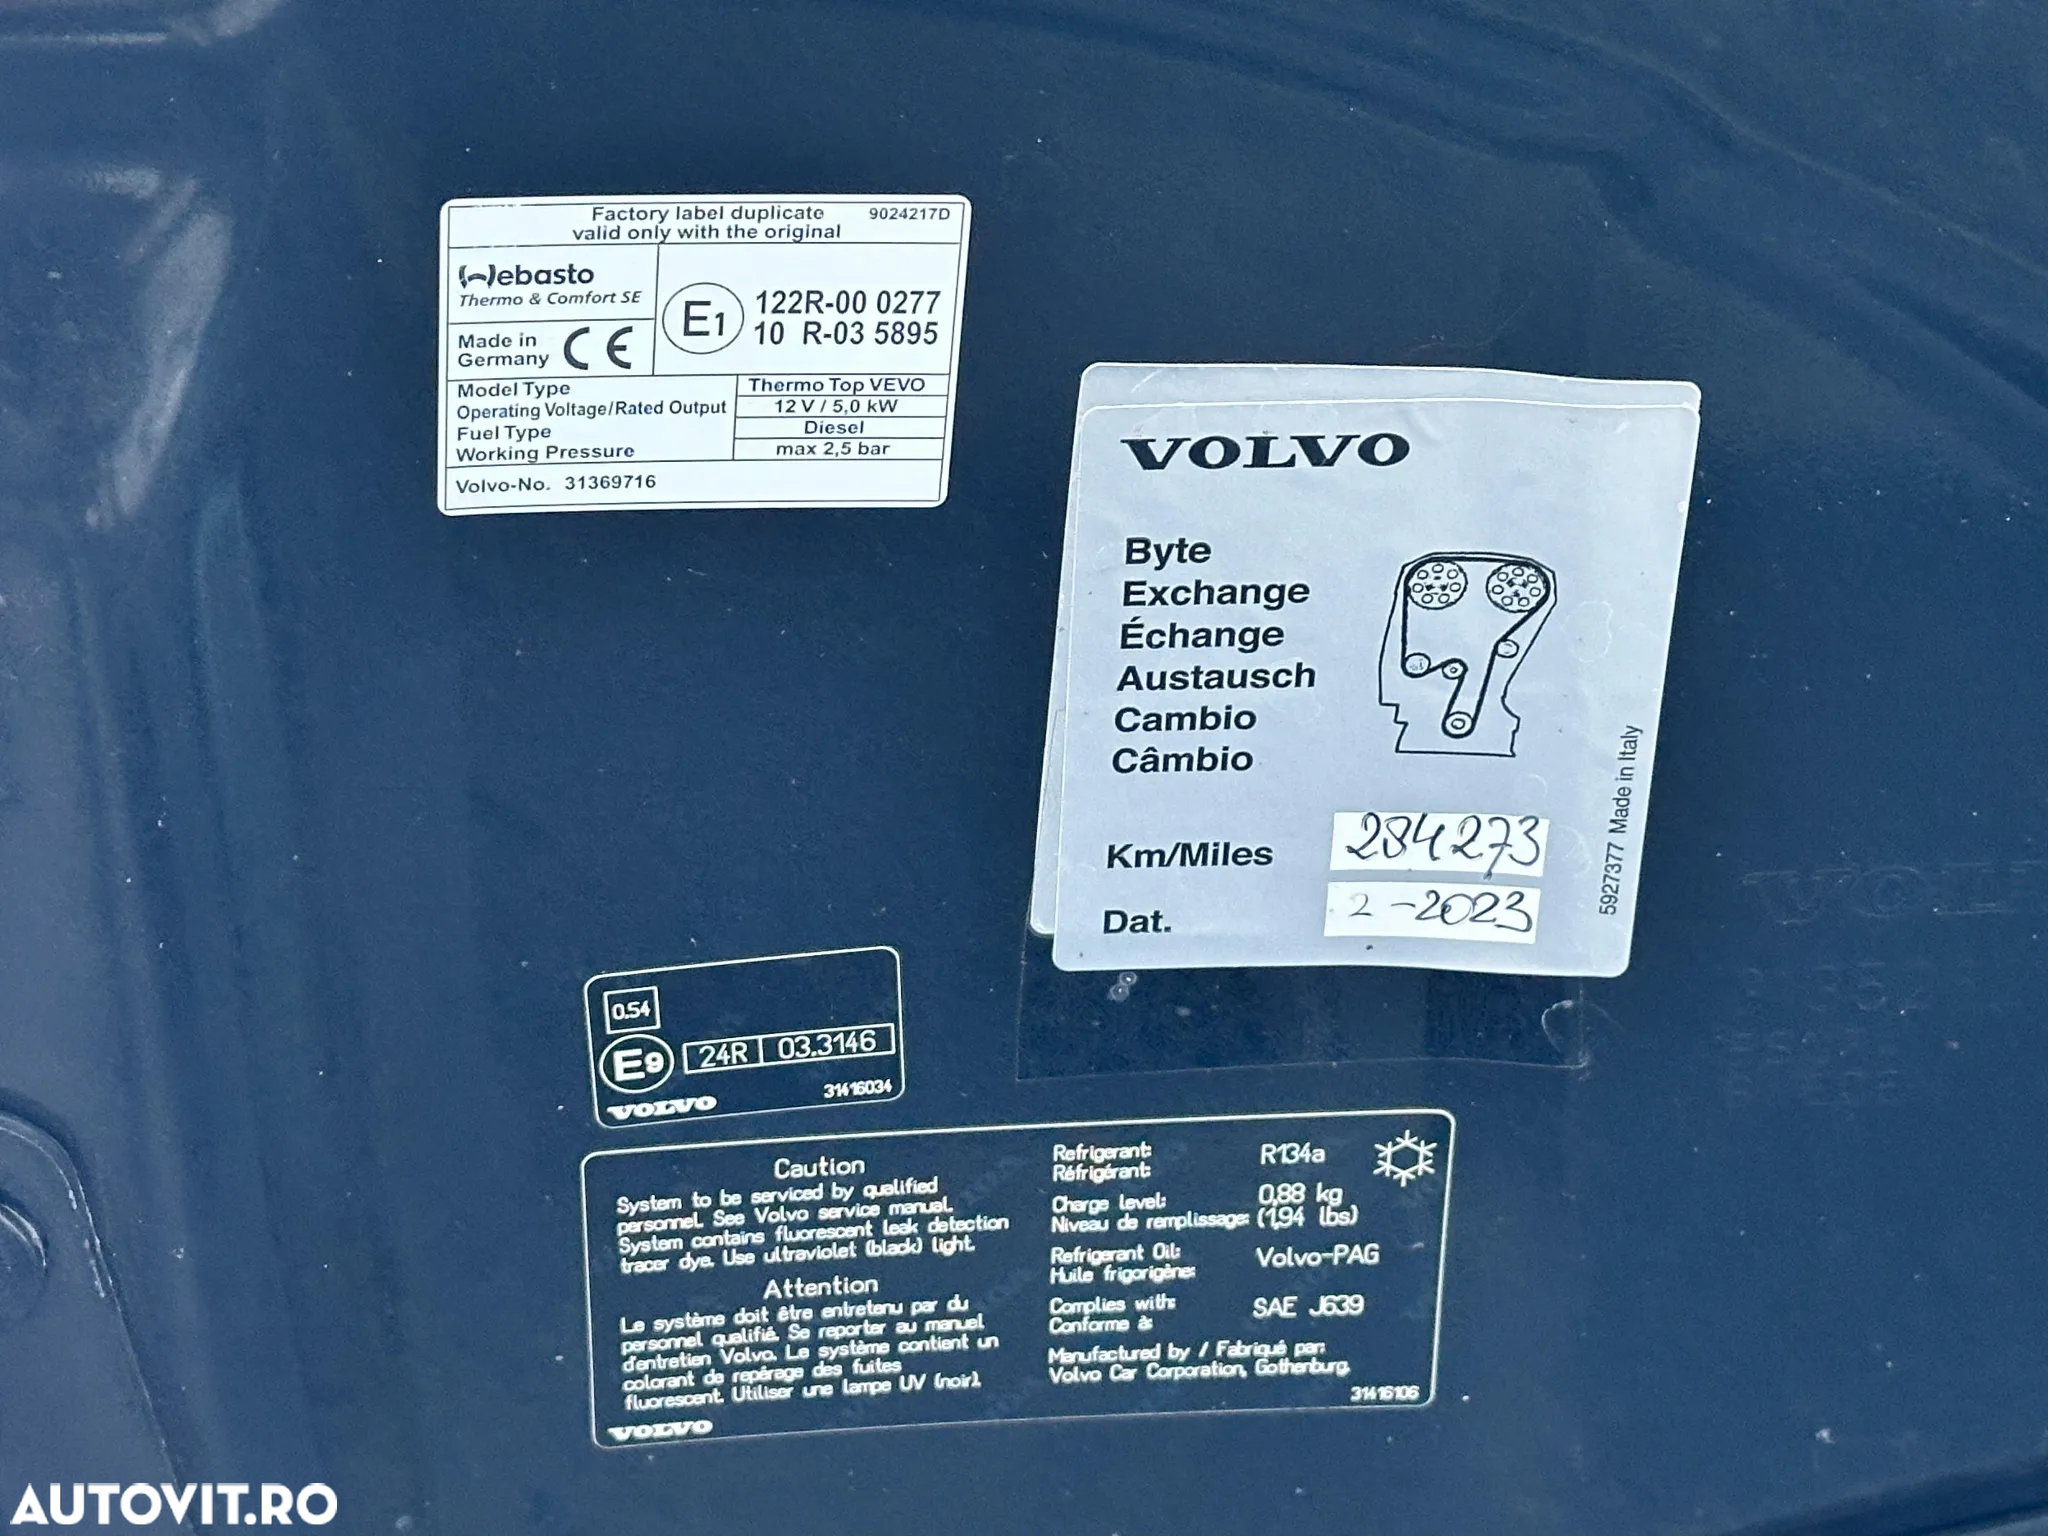 Factory label duplicate 9024217D
valid only with the original
Webasto
Thermo & Comfort SE
Made in
Germany CE
E1
122R-00 0277
10 R-03 5895
Model Type Thermo Top VEVO
Operating Voltage/Rated Output 12 V / 5,0 kW
Fuel Type Diesel
Working Pressure max 2,5 bar
Volvo-No. 31369716
VOLVO
Byte
Exchange
Échange
Austausch
Cambio
Câmbio
Km/Miles 284273
Dat. 2-2023
5927377 Made in Italy
0.54
E9 24R 03.3146
31416034
VOLVO
Caution
System to be serviced by qualified
personnel. See Volvo service manual.
System contains fluorescent leak detection
tracer dye. Use ultraviolet (black) light.
Attention
Le système doit être entretenu par du
personnel qualifié. Se reporter au manuel
d'entretien Volvo. Le système contient un
colorant de repérage des fuites
fluorescent. Utiliser une lampe UV (noir).
VOLVO
Refrigerant: R134a
Réfrigérant:
Charge level: 0,88 kg
Niveau de remplissage: (1,94 lbs)
Refrigerant Oil: Volvo-PAG
Huile frigorigène:
Complies with: SAE J639
Conforme à:
Manufactured by / Fabriqué par:
Volvo Car Corporation, Gothenburg.
31416106
AUTOVIT.RO